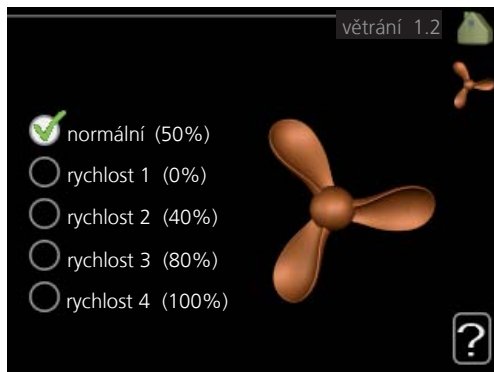 větrání 1.2
normální (50%)
rychlost 1 (0%)
rychlost 2 (40%)
rychlost 3 (80%)
rychlost 4 (100%)
?